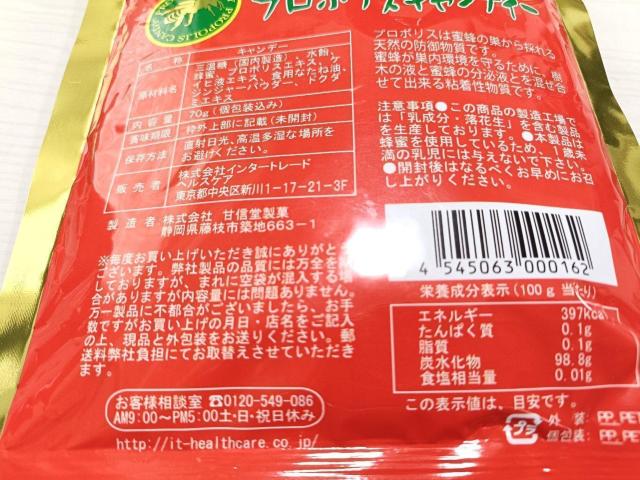 プロポリスキャンディー
PROPOLIS CANDY
名称 キャンデー
原材料名 三温糖（国内製造）、水飴、
蜂蜜、プロポリスエキス、ケ
イヒ液エキス、食用なたね油、
ジンジャーパウダー、ドクダ
ミエキス
内容量 70g（個包装込み）
賞味期限 枠外上部に記載（未開封）
保存方法 直射日光、高温多湿な場所を
お避けください。
販売者 株式会社インタートレード
ヘルスケア
東京都中央区新川1-17-21-3F
製造者 株式会社 甘信堂製菓
静岡県藤枝市築地663-1
※毎度お買い上げいただき誠にありがとう
ございます。弊社製品の品質には万全を期
しておりますが、まれに空袋が混入する場
合がありますが内容量には問題ありません。
万一製品に不都合がございましたら、お手
数ですがお買い上げの月日・店名をご記入
の上、現品と外包装をお送りください。郵
送料弊社負担にてお取替えさせていただき
ます。
お客様相談室 ☎0120-549-086
AM9:00～PM5:00土・日・祝日休み
http://it-healthcare.co.jp/
プロポリスは蜜蜂の巣から採れる
天然の防御物質です。
蜜蜂が巣内環境を守るために、樹
木の液と蜜蜂の分泌液とを混ぜ合
せて出来る粘着性物質です。
注意事項●この商品の製造工場で
は「乳成分・落花生」を含む製品
を生産しております。●本製品は
蜂蜜を使用しているため、1歳未
満の乳児には与えないで下さい。
●開封後はなるべくお早めにお召
し上がりください。
4 545063 000162
栄養成分表示(100g当たり)
エネルギー 397kcal
たんぱく質 0.1g
脂質 0.1g
炭水化物 98.8g
食塩相当量 0.01g
この表示値は、目安です。
プラ 外装: PP,PE
個包装: PP,PET